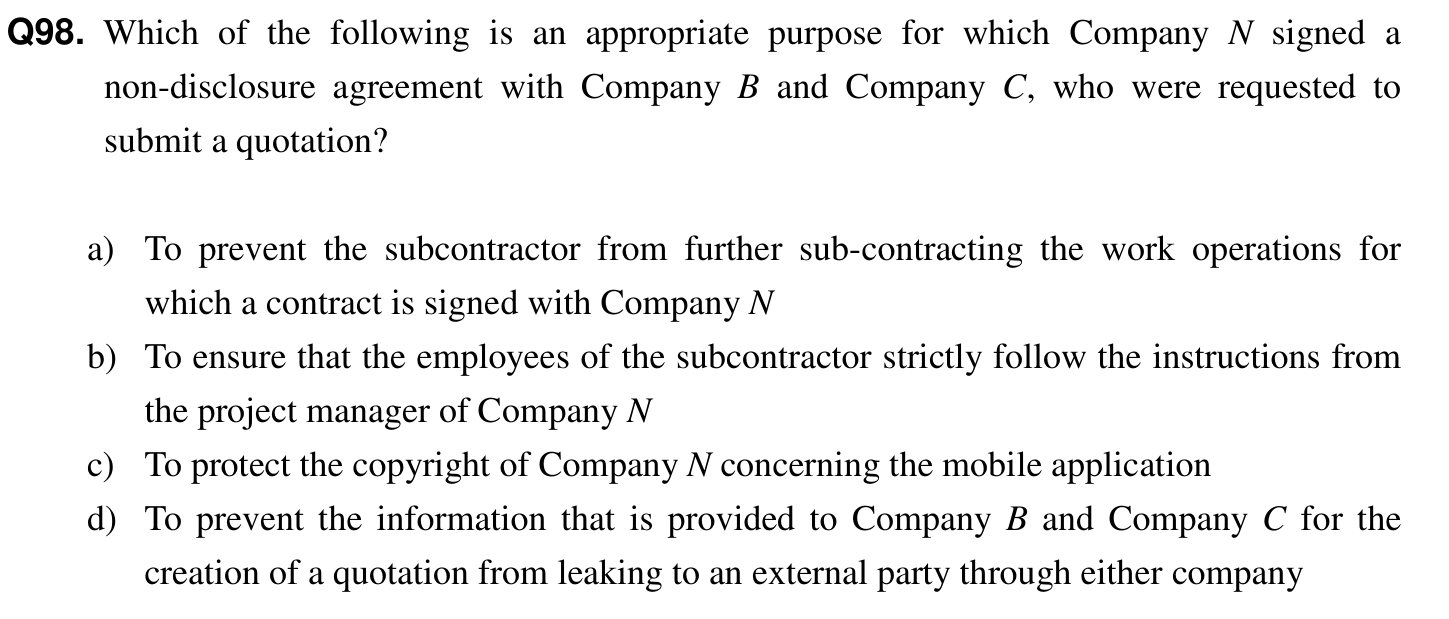 Q98. Which of the following is an appropriate purpose for which Company N signed a
non-disclosure agreement with Company B and Company C, who were requested to
submit a quotation?
a) To prevent the subcontractor from further sub-contracting the work operations for
which a contract is signed with Company N
b) To ensure that the employees of the subcontractor strictly follow the instructions from
the project manager of Company N
c) To protect the copyright of Company N concerning the mobile application
d) To prevent the information that is provided to Company B and Company C for the
creation of a quotation from leaking to an external party through either company